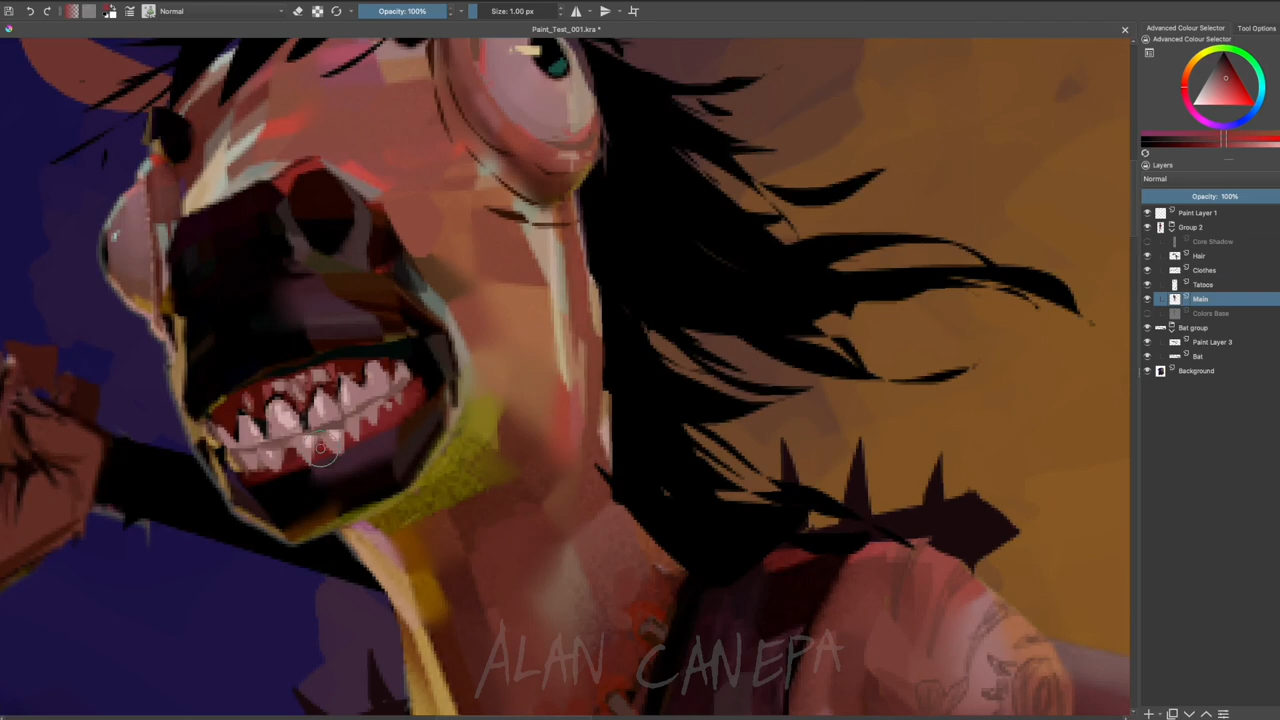 Normal
Opacity: 100%
Size: 1.00 px
Paint_Test_001.kra *
Advanced Colour Selector
Tool Options
Advanced Colour Selector
Layers
Normal
Opacity: 100%
Paint Layer 1
Group 2
Core Shadow
Hair
Clothes
Tatoos
Main
Colors Base
Bat group
Paint Layer 3
Bat
Background
ALAN CANEPA